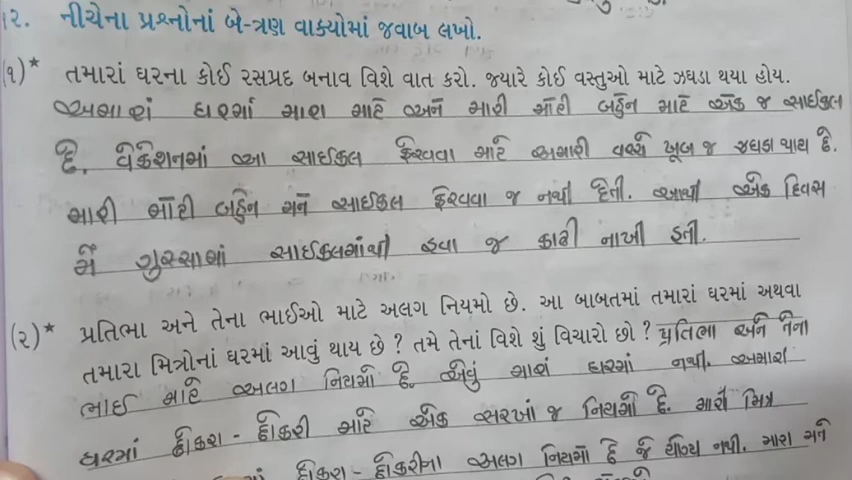 ૧૨. નીચેના પ્રશ્નોનાં બે-ત્રણ વાક્યોમાં જવાબ લખો.
(૧)* તમારાં ઘરના કોઈ રસપ્રદ બનાવ વિશે વાત કરો. જ્યારે કોઈ વસ્તુઓ માટે ઝઘડા થયા હોય.
અમારાં ઘરમાં મારા માટે અને મારી મોટી બહેન માટે એક જ સાઈકલ
છે. વેકેશનમાં આ સાઈકલ ફેરવવા માટે અમારી વચ્ચે ખૂબ જ ઝઘડા થાય છે.
મારી મોટી બહેન મને સાઈકલ ફેરવવા જ નથી દેતી. આથી એક દિવસ
મેં ગુસ્સામાં સાઈકલમાંથી હવા જ કાઢી નાખી હતી.
(૨)* પ્રતિભા અને તેના ભાઈઓ માટે અલગ નિયમો છે. આ બાબતમાં તમારાં ઘરમાં અથવા
તમારા મિત્રોનાં ઘરમાં આવું થાય છે ? તમે તેનાં વિશે શું વિચારો છો ? પ્રતિભા અને તેના
ભાઈ માટે અલગ નિયમો છે. એવું મારાં ઘરમાં નથી. અમારા
ઘરમાં છોકરા - છોકરી માટે એક સરખાં જ નિયમો છે. મારો મિત્ર
છોકરા - છોકરીના અલગ નિયમો છે જે યોગ્ય નથી. મારા મને